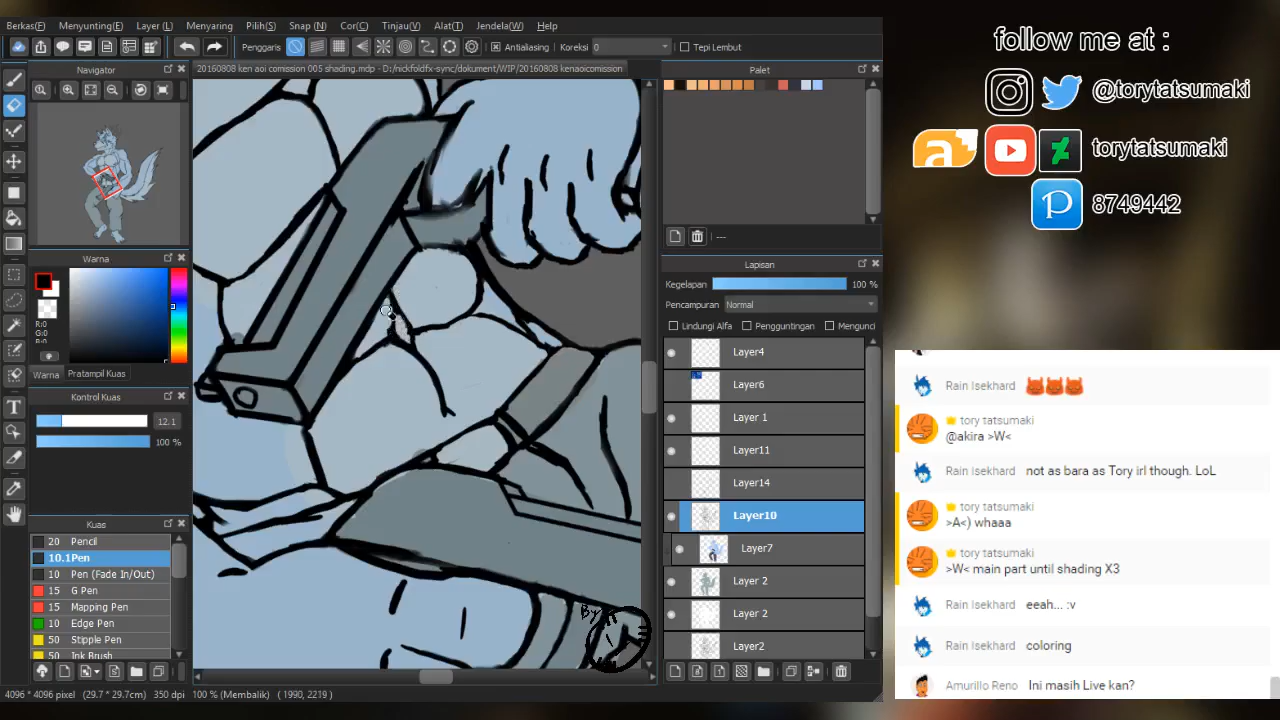 Berkas(F) Menyunting(E) Layer (L) Menyaring Pilih(S) Snap (N) Cor(C) Tinjau(V) Alat(T) Jendela(W) Help
Penggaris Antialiasing Koreksi 0 Tepi Lembut
Navigator
20160808 ken aoi comission 005 shading.mdp - D:/nickfoldfx-sync/dokument/WIP/20160808 kenaoicomission
Palet
---
Warna
R:0
G:0
Warna Pratampil Kuas
Kontrol Kuas
12.1
100 %
Kuas
20 Pencil
10.1Pen
10 Pen (Fade In/Out)
15 G Pen
15 Mapping Pen
10 Edge Pen
50 Stipple Pen
50 Ink Brush
Lapisan
Kegelapan 100 %
Pencampuran Normal
Lindungi Alfa Pengguntingan Mengunci
Layer4
Layer6
Layer 1
Layer11
Layer14
Layer10
Layer7
Layer 2
Layer 2
Layer2
By
4096 * 4096 pixel (29.7 * 29.7cm) 350 dpi 100 % (Membalik) ( 1990, 2219 )
follow me at :
@torytatsumaki
torytatsumaki
8749442
Rain Isekhard
tory tatsumaki
@akira >W<
Rain Isekhard not as bara as Tory irl though. LoL
tory tatsumaki
>A<) whaaa
tory tatsumaki
>W< main part until shading X3
Rain Isekhard eeah... :v
Rain Isekhard coloring
Amurillo Reno Ini masih Live kan?